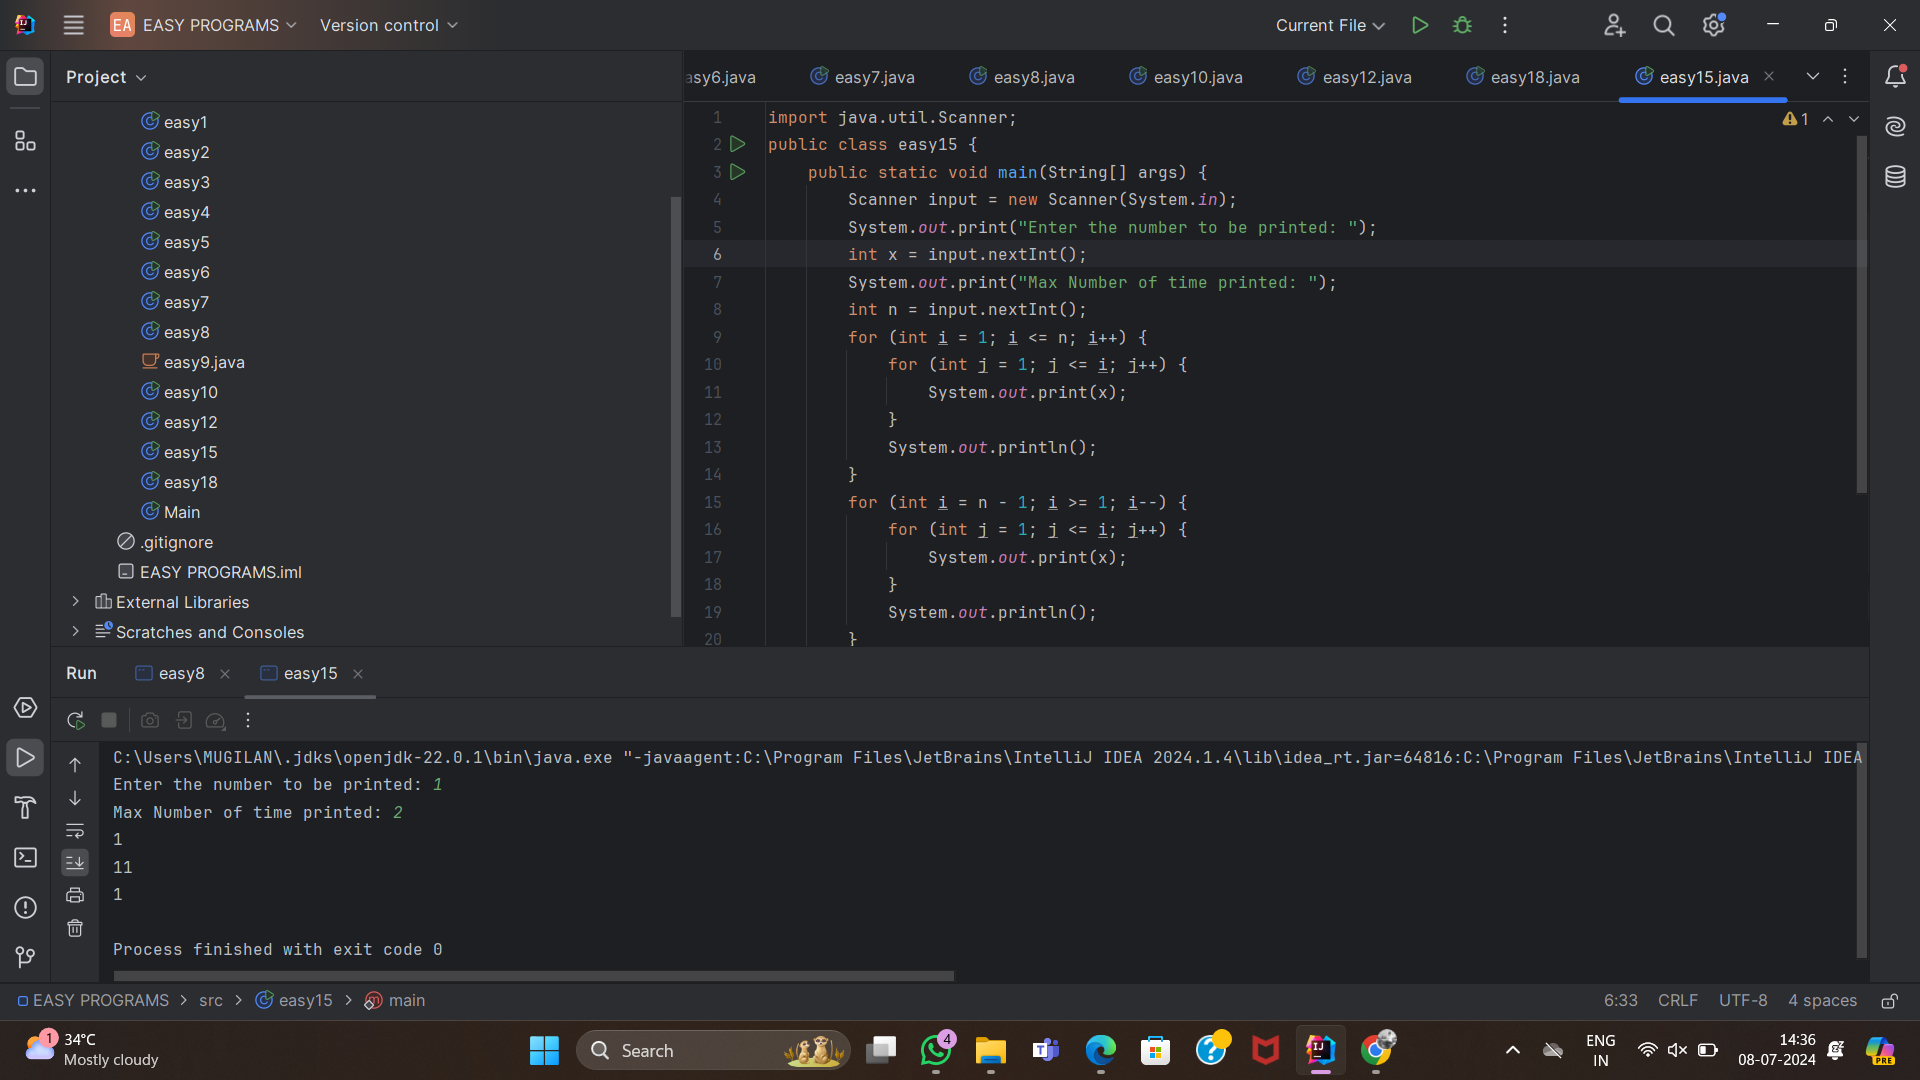 EA EASY PROGRAMS Version control Current File
Project
asy6.java easy7.java easy8.java easy10.java easy12.java easy18.java easy15.java
easy1
easy2
easy3
easy4
easy5
easy6
easy7
easy8
easy9.java
easy10
easy12
easy15
easy18
Main
.gitignore
EASY PROGRAMS.iml
External Libraries
Scratches and Consoles
1 import java.util.Scanner;
1
2 public class easy15 {
3 public static void main(String[] args) {
4 Scanner input = new Scanner(System.in);
5 System.out.print("Enter the number to be printed: ");
6 int x = input.nextInt();
7 System.out.print("Max Number of time printed: ");
8 int n = input.nextInt();
9 for (int i = 1; i <= n; i++) {
10 for (int j = 1; j <= i; j++) {
11 System.out.print(x);
12 }
13 System.out.println();
14 }
15 for (int i = n - 1; i >= 1; i--) {
16 for (int j = 1; j <= i; j++) {
17 System.out.print(x);
18 }
19 System.out.println();
20 }
Run easy8 easy15
C:\Users\MUGILAN\.jdks\openjdk-22.0.1\bin\java.exe "-javaagent:C:\Program Files\JetBrains\IntelliJ IDEA 2024.1.4\lib\idea_rt.jar=64816:C:\Program Files\JetBrains\IntelliJ IDEA
Enter the number to be printed: 1
Max Number of time printed: 2
1
11
1
Process finished with exit code 0
EASY PROGRAMS > src > easy15 > main 6:33 CRLF UTF-8 4 spaces
1 34°C
Mostly cloudy
Search
4
PRE
ENG
IN
14:36
08-07-2024